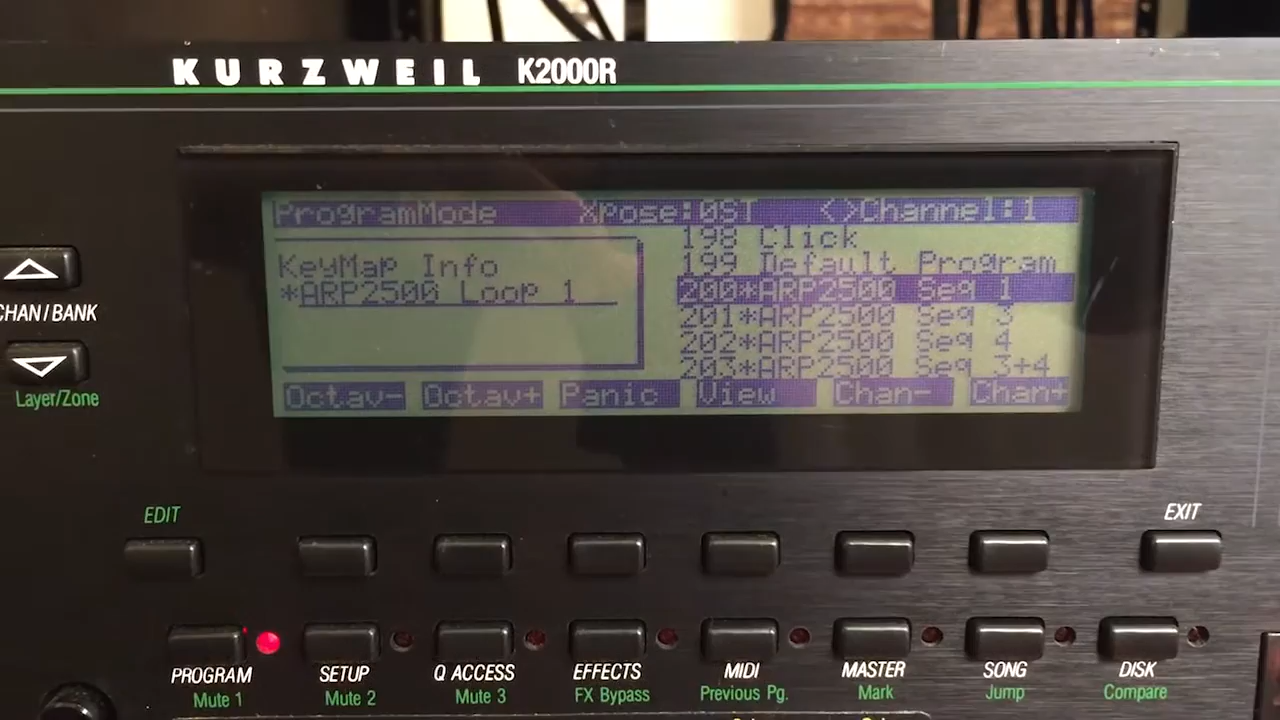 KURZWEIL K2000R
ProgramMode Xpose:0ST <>Channel:1
198 Click
KeyMap Info
199 Default Program
*ARP2500 Loop 1
200*ARP2500 Seq 1
201*ARP2500 Seq 3
202*ARP2500 Seq 4
203*ARP2500 Seq 3+4
Octav- Octav+ Panic View Chan- Chan+
CHAN/BANK
Layer/Zone
EDIT
EXIT
PROGRAM SETUP Q ACCESS EFFECTS MIDI MASTER SONG DISK
Mute 1 Mute 2 Mute 3 FX Bypass Previous Pg. Mark Jump Compare